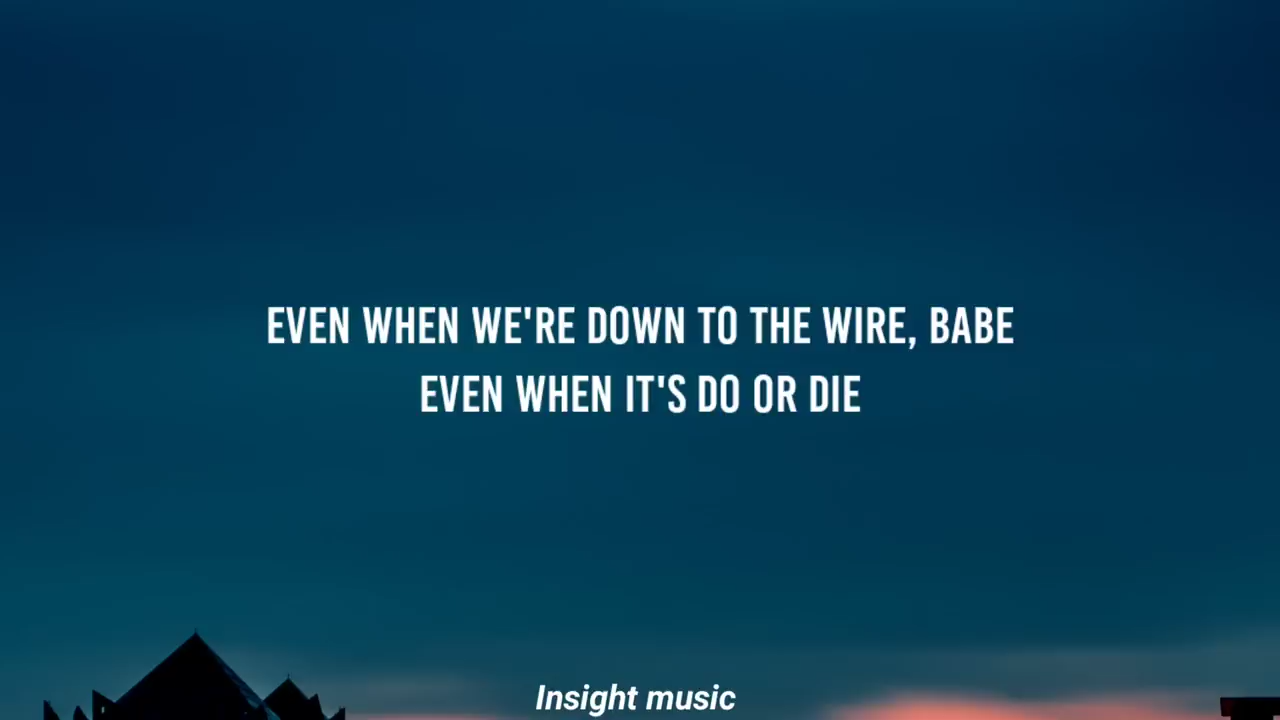 EVEN WHEN WE'RE DOWN TO THE WIRE, BABE
EVEN WHEN IT'S DO OR DIE
Insight music